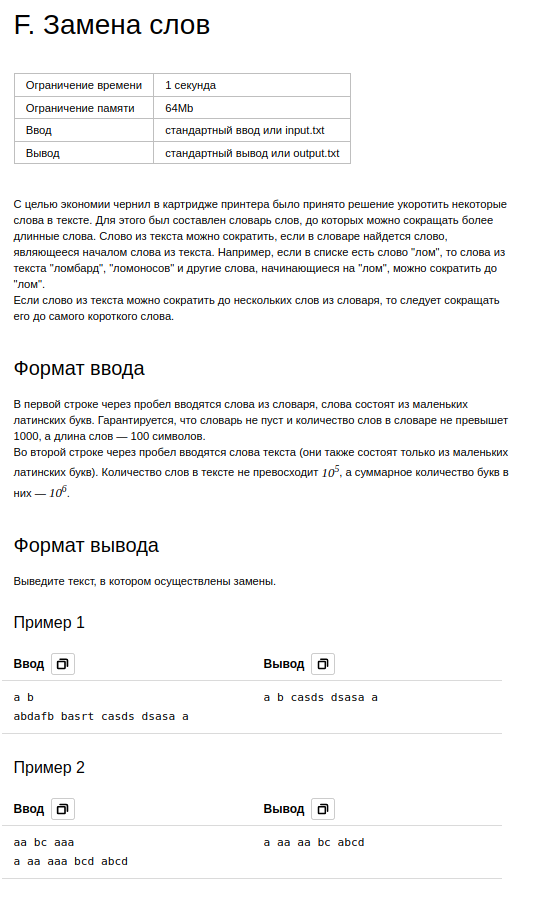 F. Замена слов
Ограничение времени 1 секунда
Ограничение памяти 64Mb
Ввод стандартный ввод или input.txt
Вывод стандартный вывод или output.txt
С целью экономии чернил в картридже принтера было принято решение укоротить некоторые
слова в тексте. Для этого был составлен словарь слов, до которых можно сокращать более
длинные слова. Слово из текста можно сократить, если в словаре найдется слово,
являющееся началом слова из текста. Например, если в списке есть слово "лом", то слова из
текста "ломбард", "ломоносов" и другие слова, начинающиеся на "лом", можно сократить до
"лом".
Если слово из текста можно сократить до нескольких слов из словаря, то следует сокращать
его до самого короткого слова.
Формат ввода
В первой строке через пробел вводятся слова из словаря, слова состоят из маленьких
латинских букв. Гарантируется, что словарь не пуст и количество слов в словаре не превышет
1000, а длина слов — 100 символов.
Во второй строке через пробел вводятся слова текста (они также состоят только из маленьких
латинских букв). Количество слов в тексте не превосходит 10⁵, а суммарное количество букв в
них — 10⁶.
Формат вывода
Выведите текст, в котором осуществлены замены.
Пример 1
Ввод Вывод
a b a b casds dsasa a
abdafb basrt casds dsasa a
Пример 2
Ввод Вывод
aa bc aaa a aa aa bc abcd
a aa aaa bcd abcd